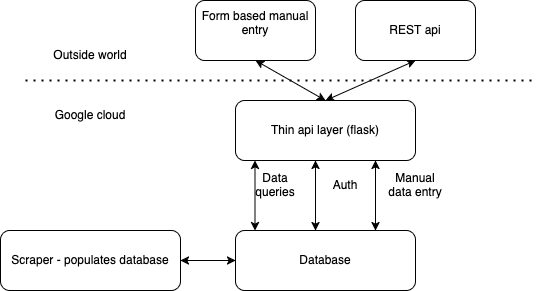 Form based manual
entry
REST api
Outside world
Google cloud
Thin api layer (flask)
Data
queries
Auth
Manual
data entry
Scraper - populates database
Database